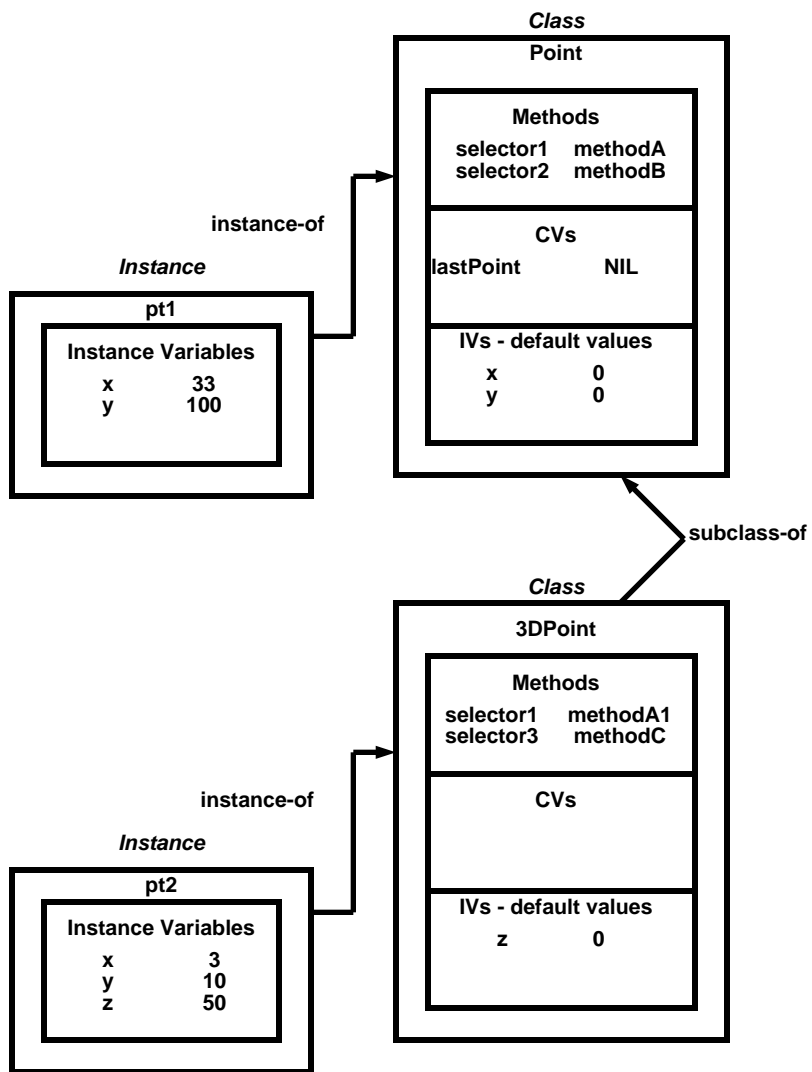 Class
Point
Methods
selector1 methodA
selector2 methodB
CVs
lastPoint NIL
IVs - default values
x 0
y 0
instance-of
Instance
pt1
Instance Variables
x 33
y 100
subclass-of
Class
3DPoint
Methods
selector1 methodA1
selector3 methodC
CVs
IVs - default values
z 0
instance-of
Instance
pt2
Instance Variables
x 3
y 10
z 50